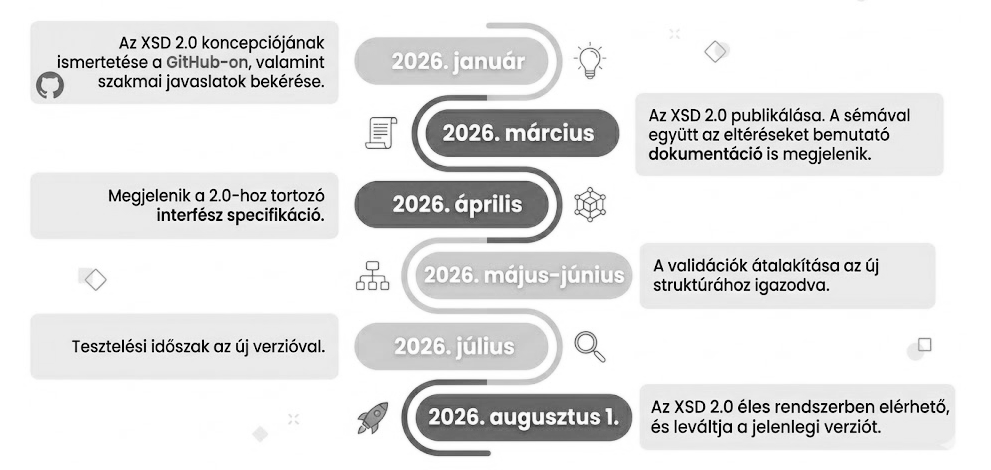 Az XSD 2.0 koncepciójának
ismertetése a GitHub-on, valamint
szakmai javaslatok bekérése.
2026. január
2026. március
Az XSD 2.0 publikálása. A sémával
együtt az eltéréseket bemutató
dokumentáció is megjelenik.
Megjelenik a 2.0-hoz tortozó
interfész specifikáció.
2026. április
2026. május-június
A validációk átalakítása az új
struktúrához igazodva.
Tesztelési időszak az új verzióval.
2026. július
2026. augusztus 1.
Az XSD 2.0 éles rendszerben elérhető,
és leváltja a jelenlegi verziót.